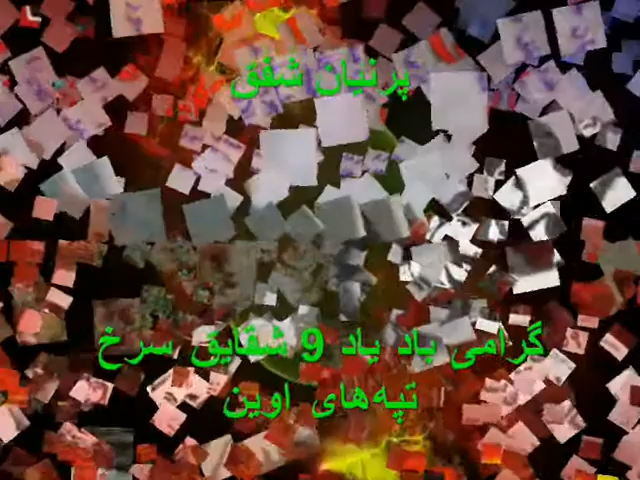 پرنیان شفق
گرامی باد یاد 9 شقایق سرخ
تپه‌های اوین